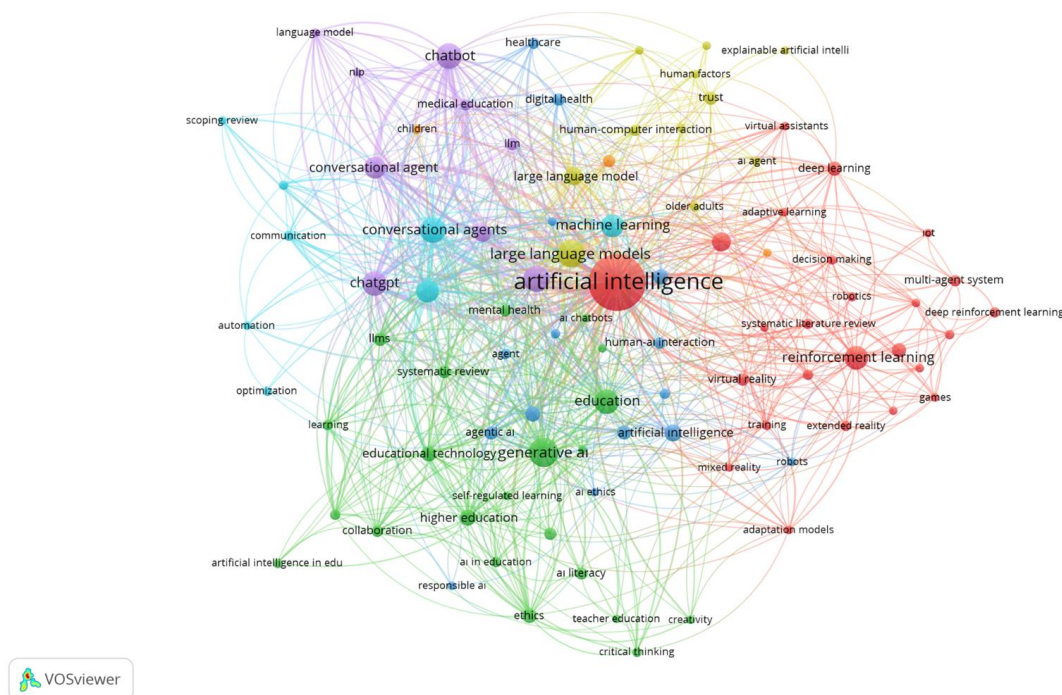 language model
chatbot
healthcare
explainable artificial intelli
nlp
human factors
medical education
digital health
trust
scoping review
children
human-computer interaction
virtual assistants
llm
conversational agent
large language model
ai agent
deep learning
older adults
adaptive learning
communication
conversational agents
machine learning
iot
large language models
decision making
chatgpt
artificial intelligence
multi-agent system
robotics
mental health
ai chatbots
deep reinforcement learning
automation
systematic literature review
llms
agent
human-ai interaction
reinforcement learning
systematic review
virtual reality
optimization
education
games
learning
training
extended reality
agentic ai
artificial intelligence
educational technology
generative ai
mixed reality
robots
self-regulated learning
ai ethics
higher education
collaboration
adaptation models
artificial intelligence in edu
ai in education
ai literacy
responsible ai
ethics
teacher education
creativity
critical thinking
VOSviewer